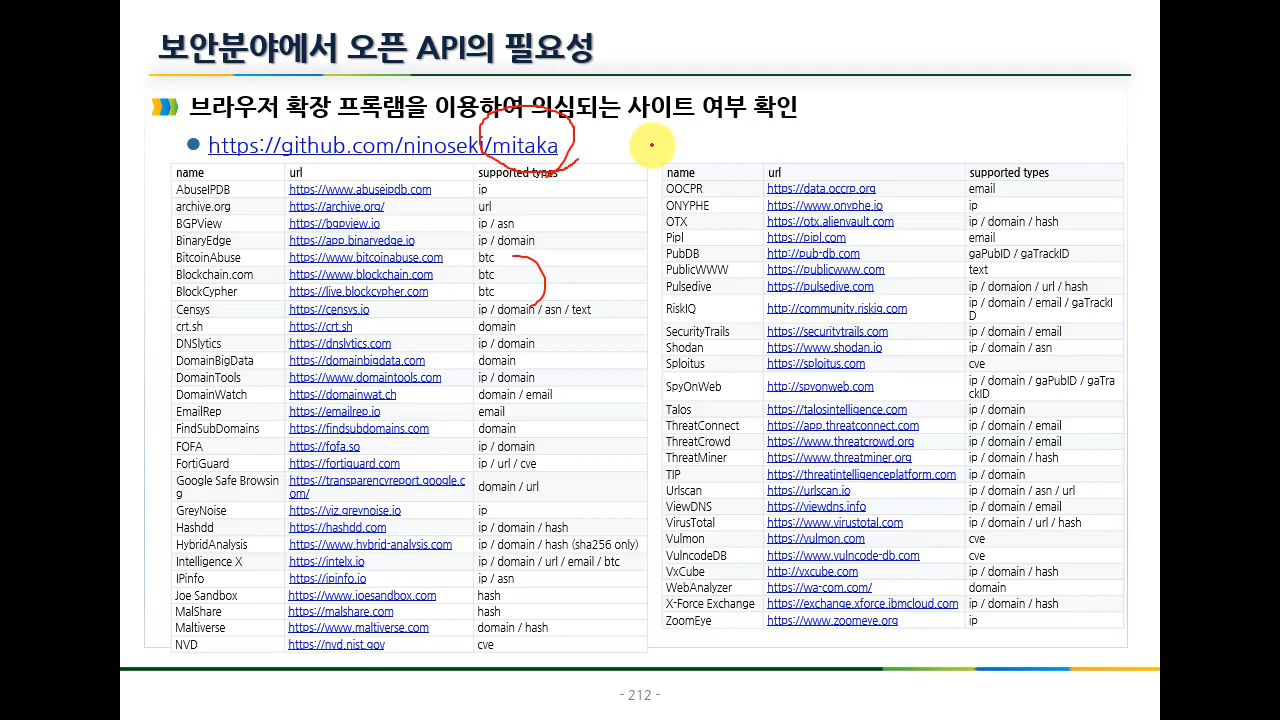 보안분야에서 오픈 API의 필요성
브라우저 확장 프록램을 이용하여 의심되는 사이트 여부 확인
https://github.com/ninoseki/mitaka
name url supported types
AbuseIPDB https://www.abuseipdb.com ip
archive.org https://archive.org/ url
BGPView https://bgpview.io ip / asn
BinaryEdge https://app.binaryedge.io ip / domain
BitcoinAbuse https://www.bitcoinabuse.com btc
Blockchain.com https://www.blockchain.com btc
BlockCypher https://live.blockcypher.com btc
Censys https://censys.io ip / domain / asn / text
crt.sh https://crt.sh domain
DNSlytics https://dnslytics.com ip / domain
DomainBigData https://domainbigdata.com domain
DomainTools https://www.domaintools.com ip / domain
DomainWatch https://domainwat.ch domain / email
EmailRep https://emailrep.io email
FindSubDomains https://findsubdomains.com domain
FOFA https://fofa.so ip / domain
FortiGuard https://fortiguard.com ip / url / cve
Google Safe Browsin
g https://transparencyreport.google.c
om/ domain / url
GreyNoise https://viz.greynoise.io ip
Hashdd https://hashdd.com ip / domain / hash
HybridAnalysis https://www.hybrid-analysis.com ip / domain / hash (sha256 only)
Intelligence X https://intelx.io ip / domain / url / email / btc
IPinfo https://ipinfo.io ip / asn
Joe Sandbox https://www.joesandbox.com hash
MalShare https://malshare.com hash
Maltiverse https://www.maltiverse.com domain / hash
NVD https://nvd.nist.gov cve
name url supported types
OOCPR https://data.occrp.org email
ONYPHE https://www.onyphe.io ip
OTX https://otx.alienvault.com ip / domain / hash
Pipl https://pipl.com email
PubDB http://pub-db.com gaPubID / gaTrackID
PublicWWW https://publicwww.com text
Pulsedive https://pulsedive.com ip / domaion / url / hash
RiskIQ http://community.riskiq.com ip / domain / email / gaTrackI
D
SecurityTrails https://securitytrails.com ip / domain / email
Shodan https://www.shodan.io ip / domain / asn
Sploitus https://sploitus.com cve
SpyOnWeb http://spyonweb.com ip / domain / gaPubID / gaTra
ckID
Talos https://talosintelligence.com ip / domain
ThreatConnect https://app.threatconnect.com ip / domain / email
ThreatCrowd https://www.threatcrowd.org ip / domain / email
ThreatMiner https://www.threatminer.org ip / domain / hash
TIP https://threatintelligenceplatform.com ip / domain
Urlscan https://urlscan.io ip / domain / asn / url
ViewDNS https://viewdns.info ip / domain / email
VirusTotal https://www.virustotal.com ip / domain / url / hash
Vulmon https://vulmon.com cve
VulncodeDB https://www.vulncode-db.com cve
VxCube http://vxcube.com ip / domain / hash
WebAnalyzer https://wa-com.com/ domain
X-Force Exchange https://exchange.xforce.ibmcloud.com ip / domain / hash
ZoomEye https://www.zoomeye.org ip
- 212 -